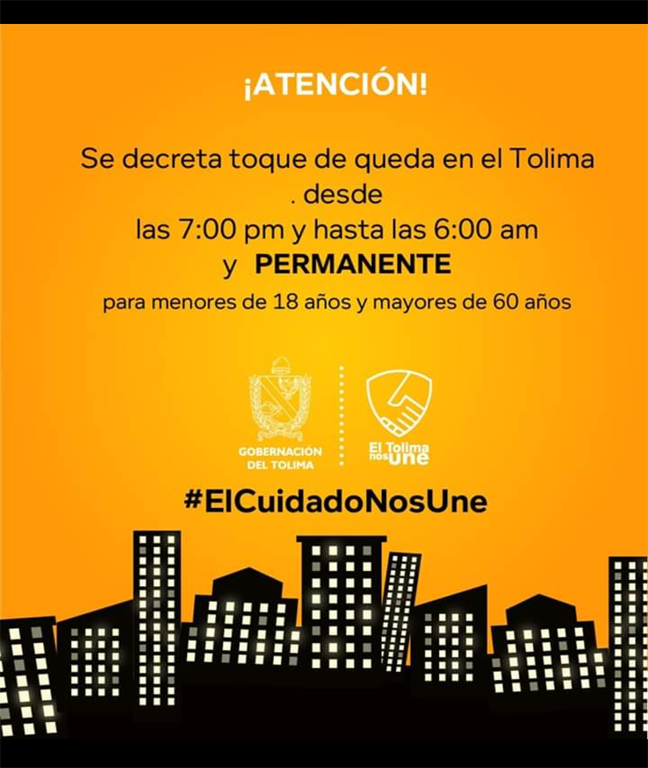 ¡ATENCIÓN!
Se decreta toque de queda en el Tolima
. desde
las 7:00 pm y hasta las 6:00 am
y PERMANENTE
para menores de 18 años y mayores de 60 años
GOBERNACIÓN
DEL TOLIMA
El Tolima
nos une
#ElCuidadoNosUne